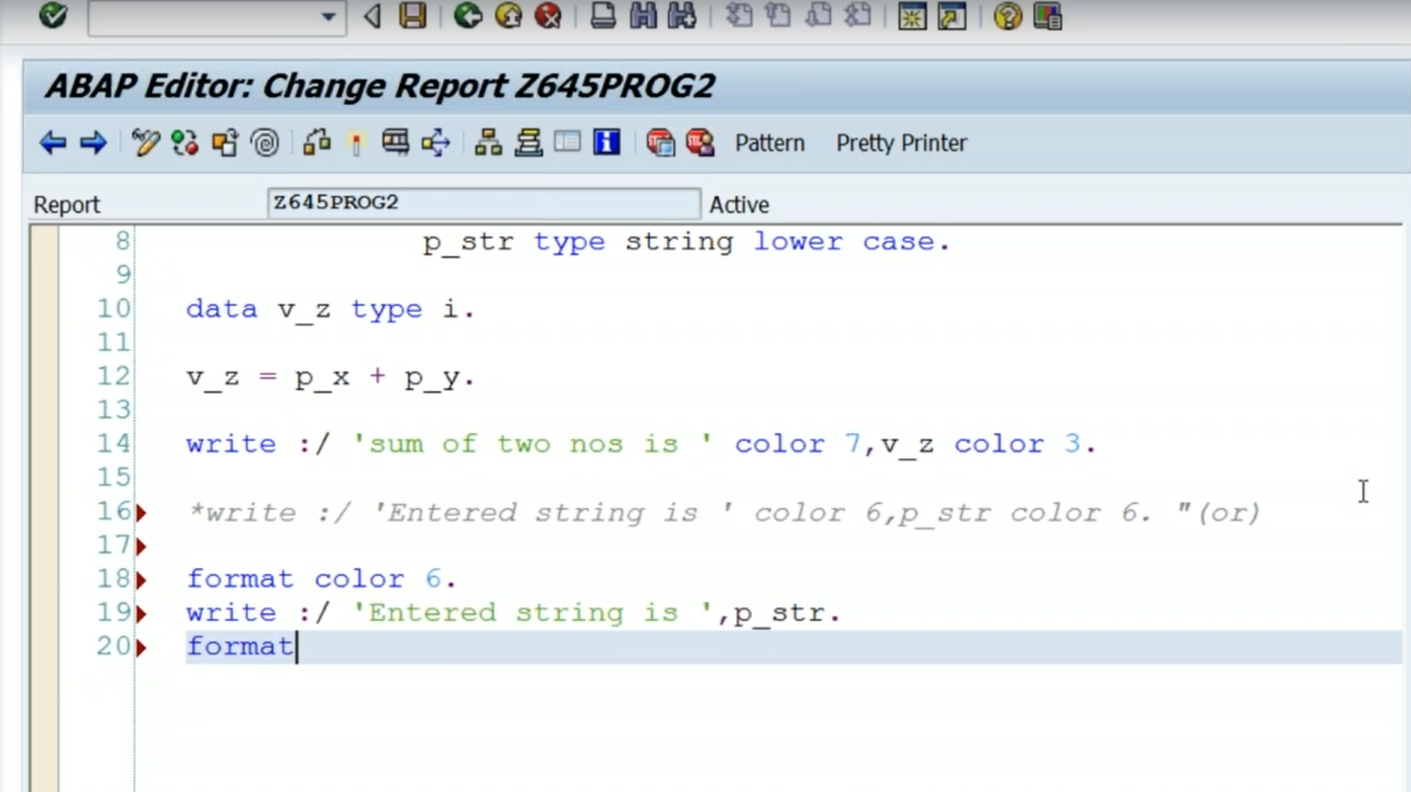 ABAP Editor: Change Report Z645PROG2
Pattern Pretty Printer
Report Z645PROG2 Active
8 p_str type string lower case.
9
10 data v_z type i.
11
12 v_z = p_x + p_y.
13
14 write :/ 'sum of two nos is ' color 7,v_z color 3.
15
16 *write :/ 'Entered string is ' color 6,p_str color 6. "(or)
17
18 format color 6.
19 write :/ 'Entered string is ',p_str.
20 format